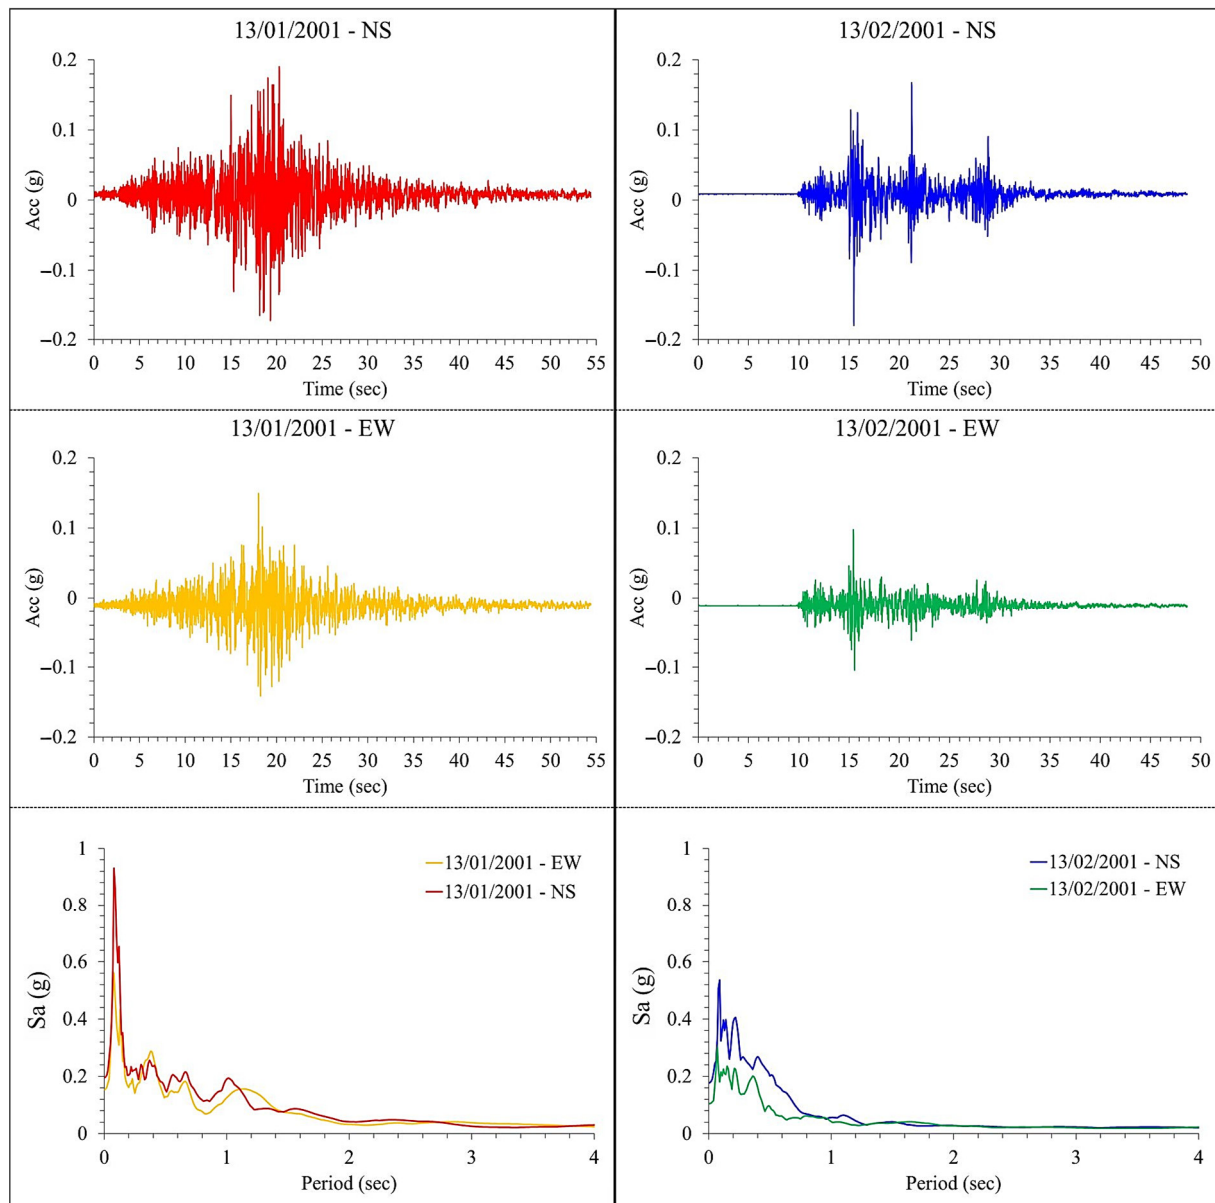 13/01/2001 - NS
0.2
0.1
0
−0.1
−0.2
Acc (g)
0 5 10 15 20 25 30 35 40 45 50 55
Time (sec)
13/02/2001 - NS
0.2
0.1
0
−0.1
−0.2
Acc (g)
0 5 10 15 20 25 30 35 40 45 50
Time (sec)
13/01/2001 - EW
0.2
0.1
0
−0.1
−0.2
Acc (g)
0 5 10 15 20 25 30 35 40 45 50 55
Time (sec)
13/02/2001 - EW
0.2
0.1
0
−0.1
−0.2
Acc (g)
0 5 10 15 20 25 30 35 40 45 50
Time (sec)
1
0.8
0.6
0.4
0.2
0
Sa (g)
13/01/2001 - EW
13/01/2001 - NS
0 1 2 3 4
Period (sec)
1
0.8
0.6
0.4
0.2
0
Sa (g)
13/02/2001 - NS
13/02/2001 - EW
0 1 2 3 4
Period (sec)